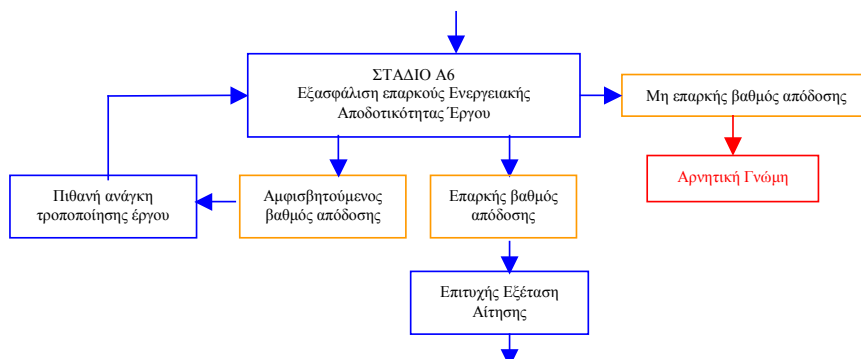 ΣΤΑΔΙΟ Α6
Εξασφάλιση επαρκούς Ενεργειακής
Αποδοτικότητας Έργου
Μη επαρκής βαθμός απόδοσης
Αρνητική Γνώμη
Πιθανή ανάγκη
τροποποίησης έργου
Αμφισβητούμενος
βαθμός απόδοσης
Επαρκής βαθμός
απόδοσης
Επιτυχής Εξέταση
Αίτησης